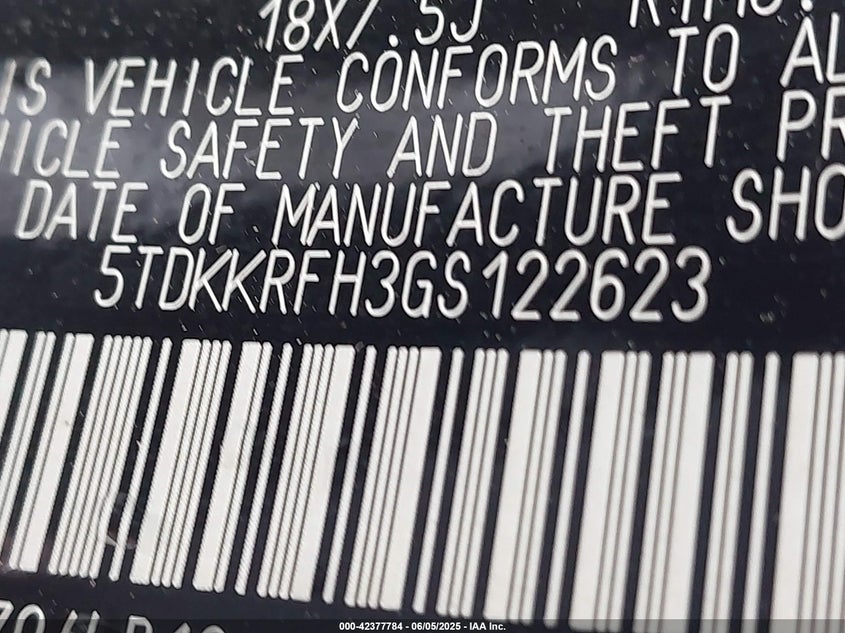 18X7.5J
IS VEHICLE CONFORMS TO AL
ICLE SAFETY AND THEFT PR
DATE OF MANUFACTURE SHO
5TDKKRFH3GS122623
000-42377784 - 06/05/2025 - IAA Inc.